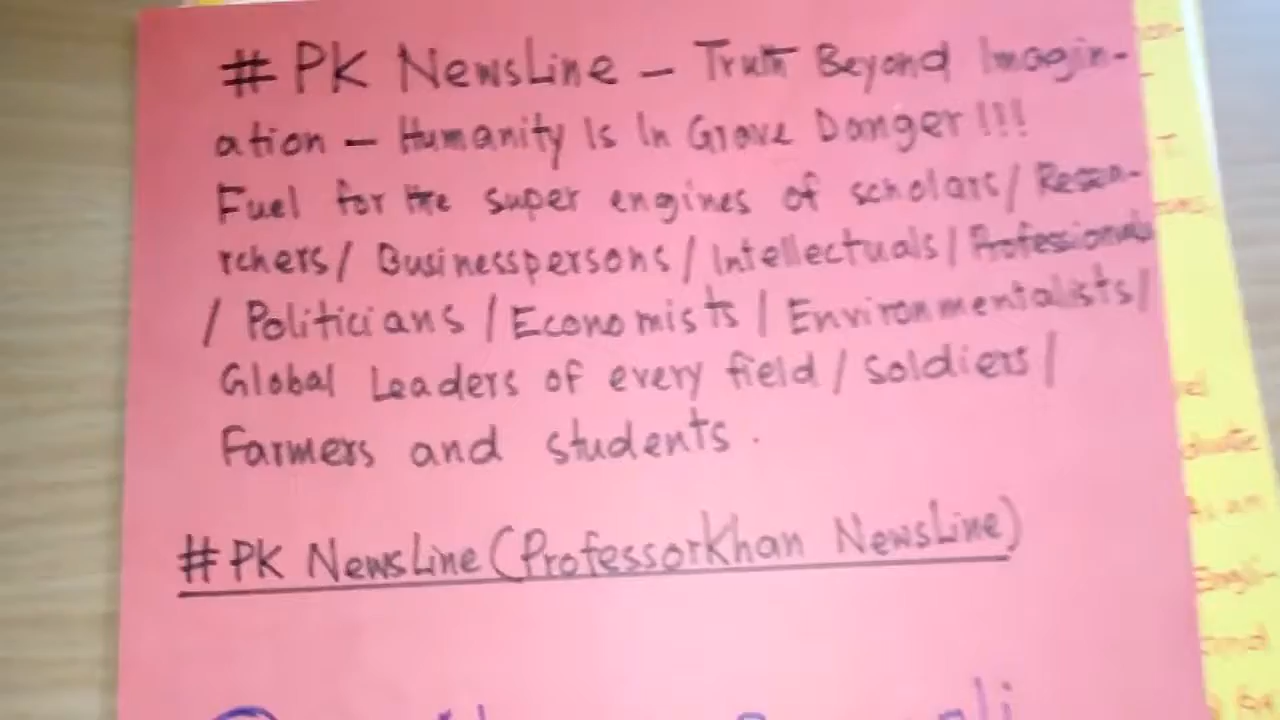 # PK NewsLine – Truth Beyond Imagin-
ation – Humanity Is In Grave Danger!!!
Fuel for the super engines of scholars/ Resea-
rchers/ Businesspersons/ Intellectuals/ Professionals
/ Politicians / Economists / Environmentalists/
Global Leaders of every field / Soldiers /
Farmers and students.
# PK NewsLine (ProfessorKhan NewsLine)